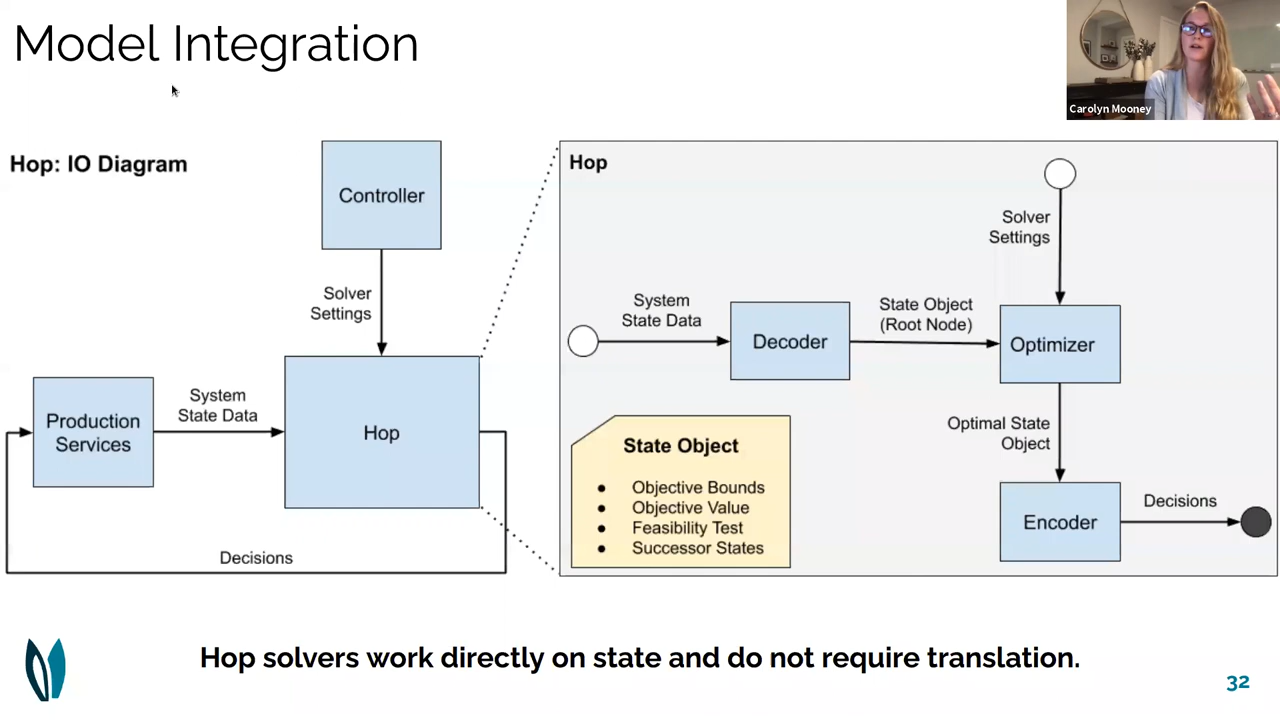 Model Integration
Carolyn Mooney
Hop: IO Diagram
Controller
Solver
Settings
Production
Services
System
State Data
Hop
Decisions
Hop
Solver
Settings
System
State Data
Decoder
State Object
(Root Node)
Optimizer
Optimal State
Object
State Object
● Objective Bounds
● Objective Value
● Feasibility Test
● Successor States
Encoder
Decisions
Hop solvers work directly on state and do not require translation.
32